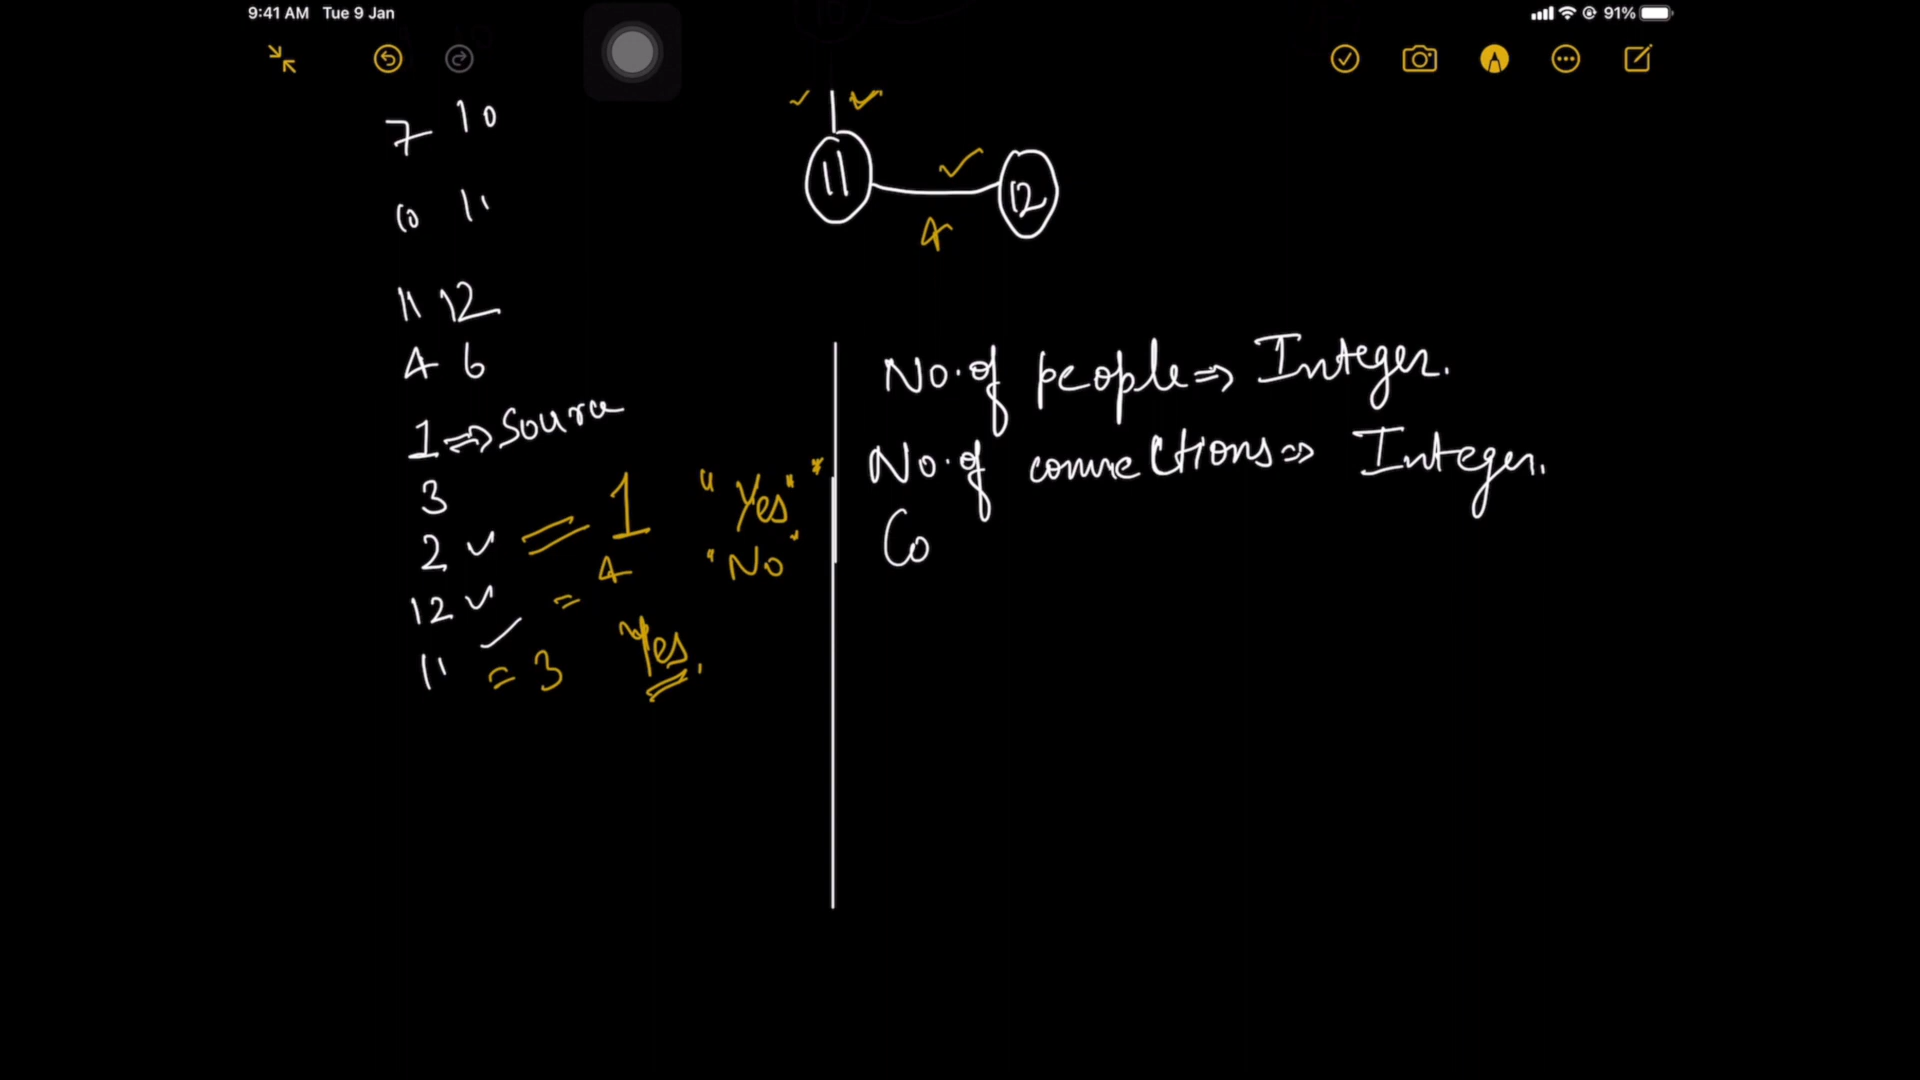 9:41 AM Tue 9 Jan
91%
7 10
10 11
11 12
4 6
1 => Source
3
2 = 1 "Yes"
"No"
12 = 4
11 = 3 Yes.
11
12
4
No. of people => Integer.
No. of connections => Integer.
Co